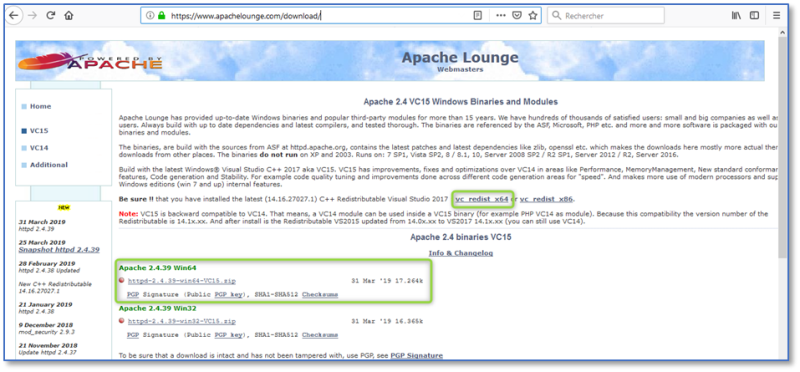 https://www.apachelounge.com/download/
Rechercher
POWERED BY
APACHE
Apache Lounge
Webmasters
Home
VC15
VC14
Additional
NEW
31 March 2019
httpd 2.4.39
25 March 2019
Snapshot httpd 2.4.39
28 February 2019
httpd 2.4.38 Updated
New C++ Redistributable
14.16.27027.1
21 January 2019
httpd 2.4.38
9 December 2018
mod_security 2.9.3
21 November 2018
Update httpd 2.4.37
Apache 2.4 VC15 Windows Binaries and Modules
Apache Lounge has provided up-to-date Windows binaries and popular third-party modules for more than 15 years. We have hundreds of thousands of satisfied users: small and big companies as well as
users. Always build with up to date dependencies and latest compilers, and tested thorough. The binaries are referenced by the ASF, Microsoft, PHP etc. and more and more software is packaged with ou
binaries and modules.
The binaries, are build with the sources from ASF at httpd.apache.org, contains the latest patches and latest dependencies like zlib, openssl etc. which makes the downloads here mostly more actual then
downloads from other places. The binaries do not run on XP and 2003. Runs on: 7 SP1, Vista SP2, 8 / 8.1, 10, Server 2008 SP2 / R2 SP1, Server 2012 / R2, Server 2016.
Build with the latest Windows® Visual Studio C++ 2017 aka VC15. VC15 has improvements, fixes and optimizations over VC14 in areas like Performance, MemoryManagement, New standard conforman
features, Code generation and Stability. For example code quality tuning and improvements done across different code generation areas for "speed". And makes more use of modern processors and sup
Windows editions (win 7 and up) internal features.
Be sure !! that you have installed the latest (14.16.27027.1) C++ Redistributable Visual Studio 2017 vc_redist_x64 or vc_redist_x86.
Note: VC15 is backward compatible to VC14. That means, a VC14 module can be used inside a VC15 binary (for example PHP VC14 as module). Because this compatibility the version number of the
Redistributable is 14.1x.xx. And after install is the Redistributable VS2015 updated from 14.0x.xx to VS2017 14.1x.xx (you can still use VC14).
Apache 2.4 binaries VC15
Info & Changelog
Apache 2.4.39 Win64
httpd-2.4.39-win64-VC15.zip 31 Mar '19 17.264k
PGP Signature (Public PGP key), SHA1-SHA512 Checksums
Apache 2.4.39 Win32
httpd-2.4.39-win32-VC15.zip 31 Mar '19 16.365k
PGP Signature (Public PGP key), SHA1-SHA512 Checksums
To be sure that a download is intact and has not been tampered with, use PGP, see PGP Signature